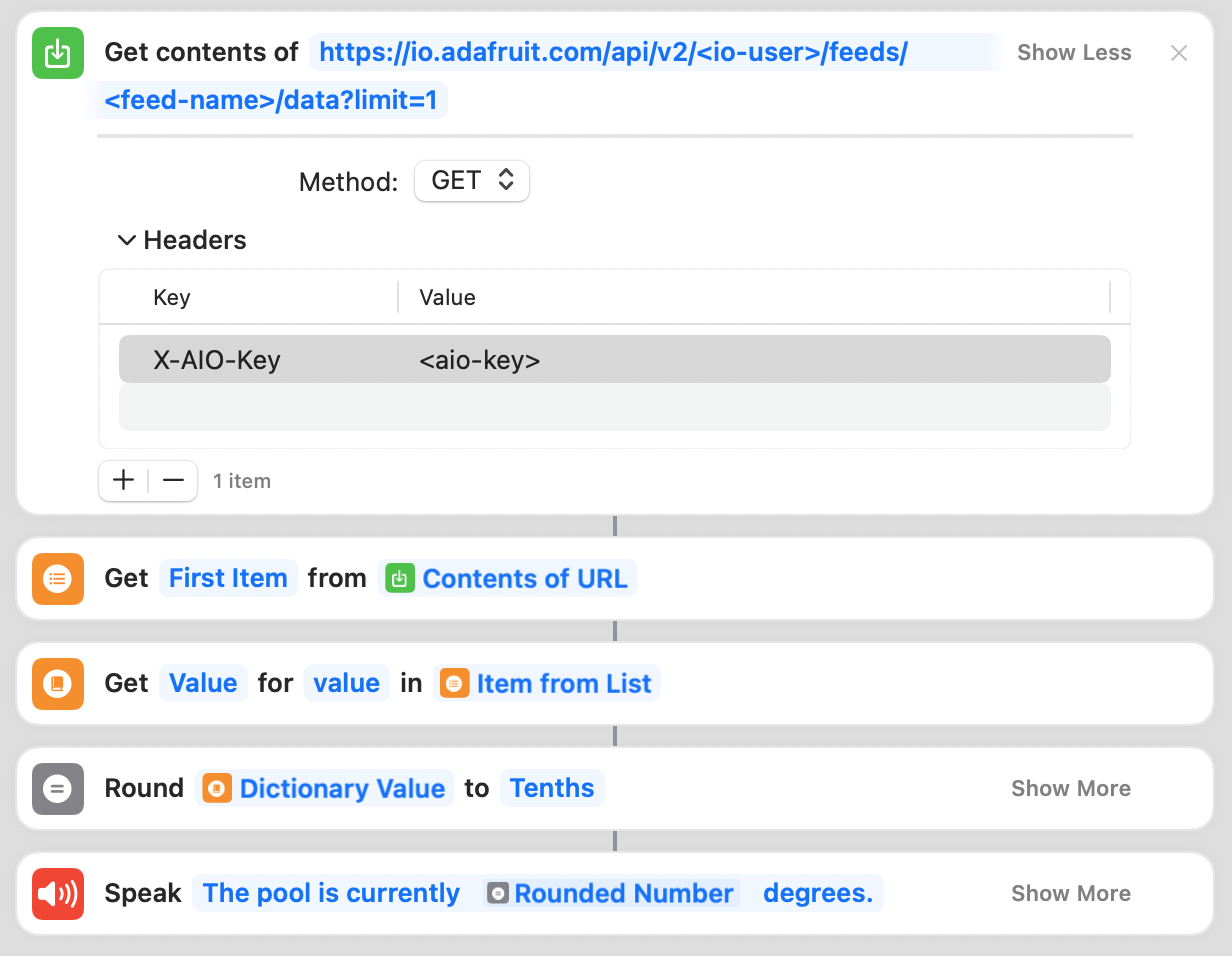 Get contents of https://io.adafruit.com/api/v2/<io-user>/feeds/ Show Less
<feed-name>/data?limit=1
Method: GET
Headers
Key Value
X-AIO-Key <aio-key>
1 item
Get First Item from Contents of URL
Get Value for value in Item from List
Round Dictionary Value to Tenths Show More
Speak The pool is currently Rounded Number degrees. Show More